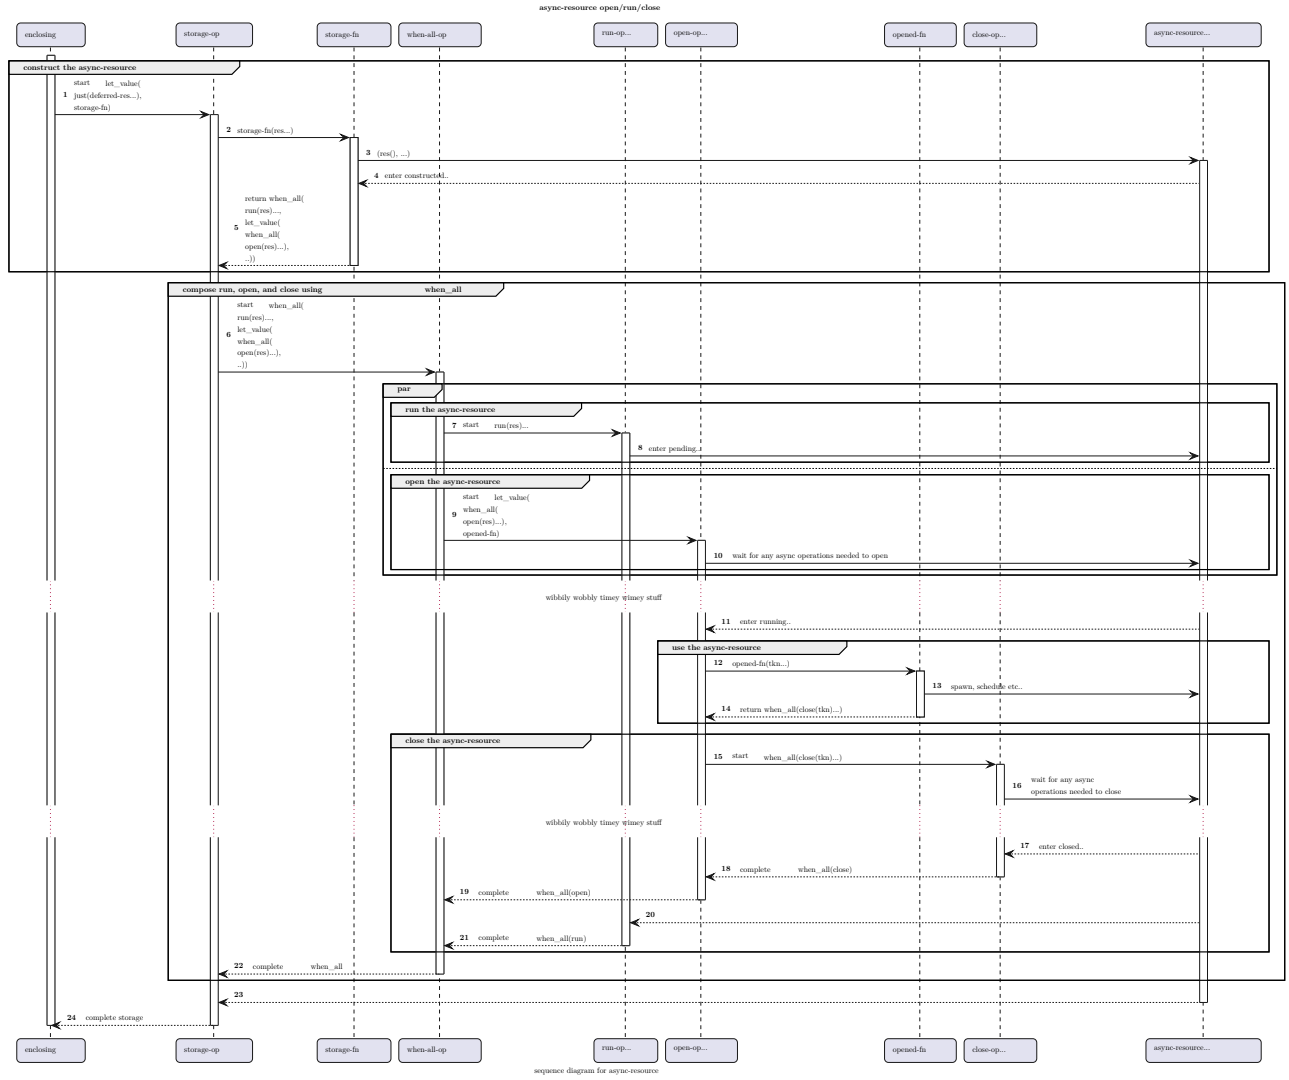 async-resource open/run/close
enclosing storage-op storage-fn when-all-op run-op... open-op... opened-fn close-op... async-resource...
construct the async-resource
1 start let_value(
just(deferred-res...),
storage-fn)
2 storage-fn(res...)
3 (res(), ...)
4 enter constructed..
5 return when_all(
run(res)...,
let_value(
when_all(
open(res)...),
..))
compose run, open, and close using when_all
6 start when_all(
run(res)...,
let_value(
when_all(
open(res)...),
..))
par
run the async-resource
7 start run(res)...
8 enter pending..
open the async-resource
9 start let_value(
when_all(
open(res)...),
opened-fn)
10 wait for any async operations needed to open
wibbily wobbly timey wimey stuff
11 enter running..
use the async-resource
12 opened-fn(tkn...)
13 spawn, schedule etc..
14 return when_all(close(tkn)...)
close the async-resource
15 start when_all(close(tkn)...)
16 wait for any async
operations needed to close
wibbily wobbly timey wimey stuff
17 enter closed..
18 complete when_all(close)
19 complete when_all(open)
20
21 complete when_all(run)
22 complete when_all
23
24 complete storage
enclosing storage-op storage-fn when-all-op run-op... open-op... opened-fn close-op... async-resource...
sequence diagram for async-resource